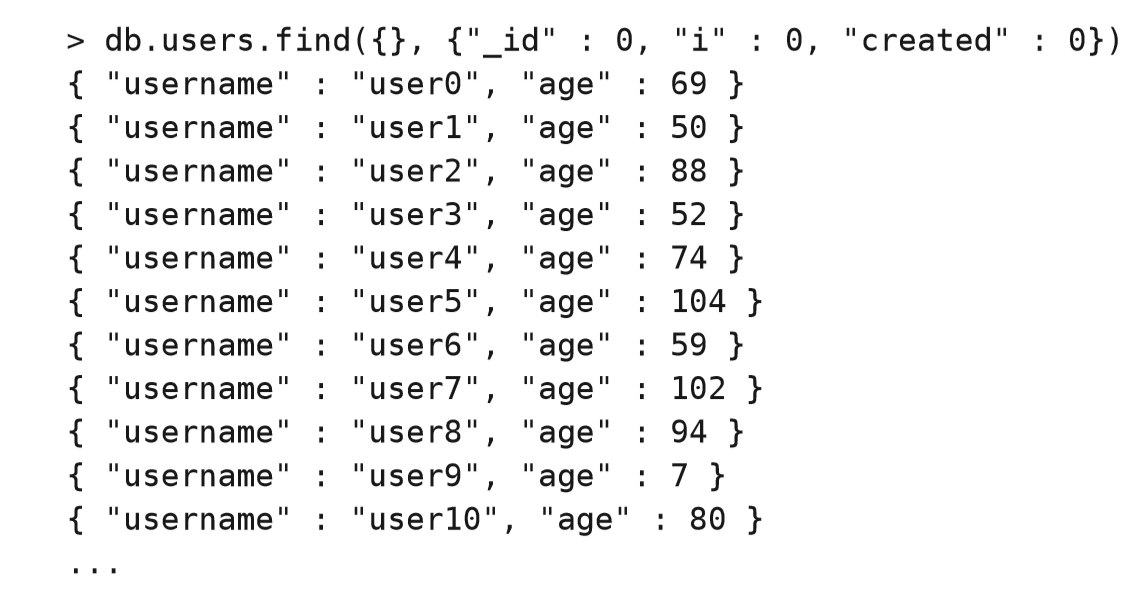 > db.users.find({}, {"_id" : 0, "i" : 0, "created" : 0})
{ "username" : "user0", "age" : 69 }
{ "username" : "user1", "age" : 50 }
{ "username" : "user2", "age" : 88 }
{ "username" : "user3", "age" : 52 }
{ "username" : "user4", "age" : 74 }
{ "username" : "user5", "age" : 104 }
{ "username" : "user6", "age" : 59 }
{ "username" : "user7", "age" : 102 }
{ "username" : "user8", "age" : 94 }
{ "username" : "user9", "age" : 7 }
{ "username" : "user10", "age" : 80 }
...